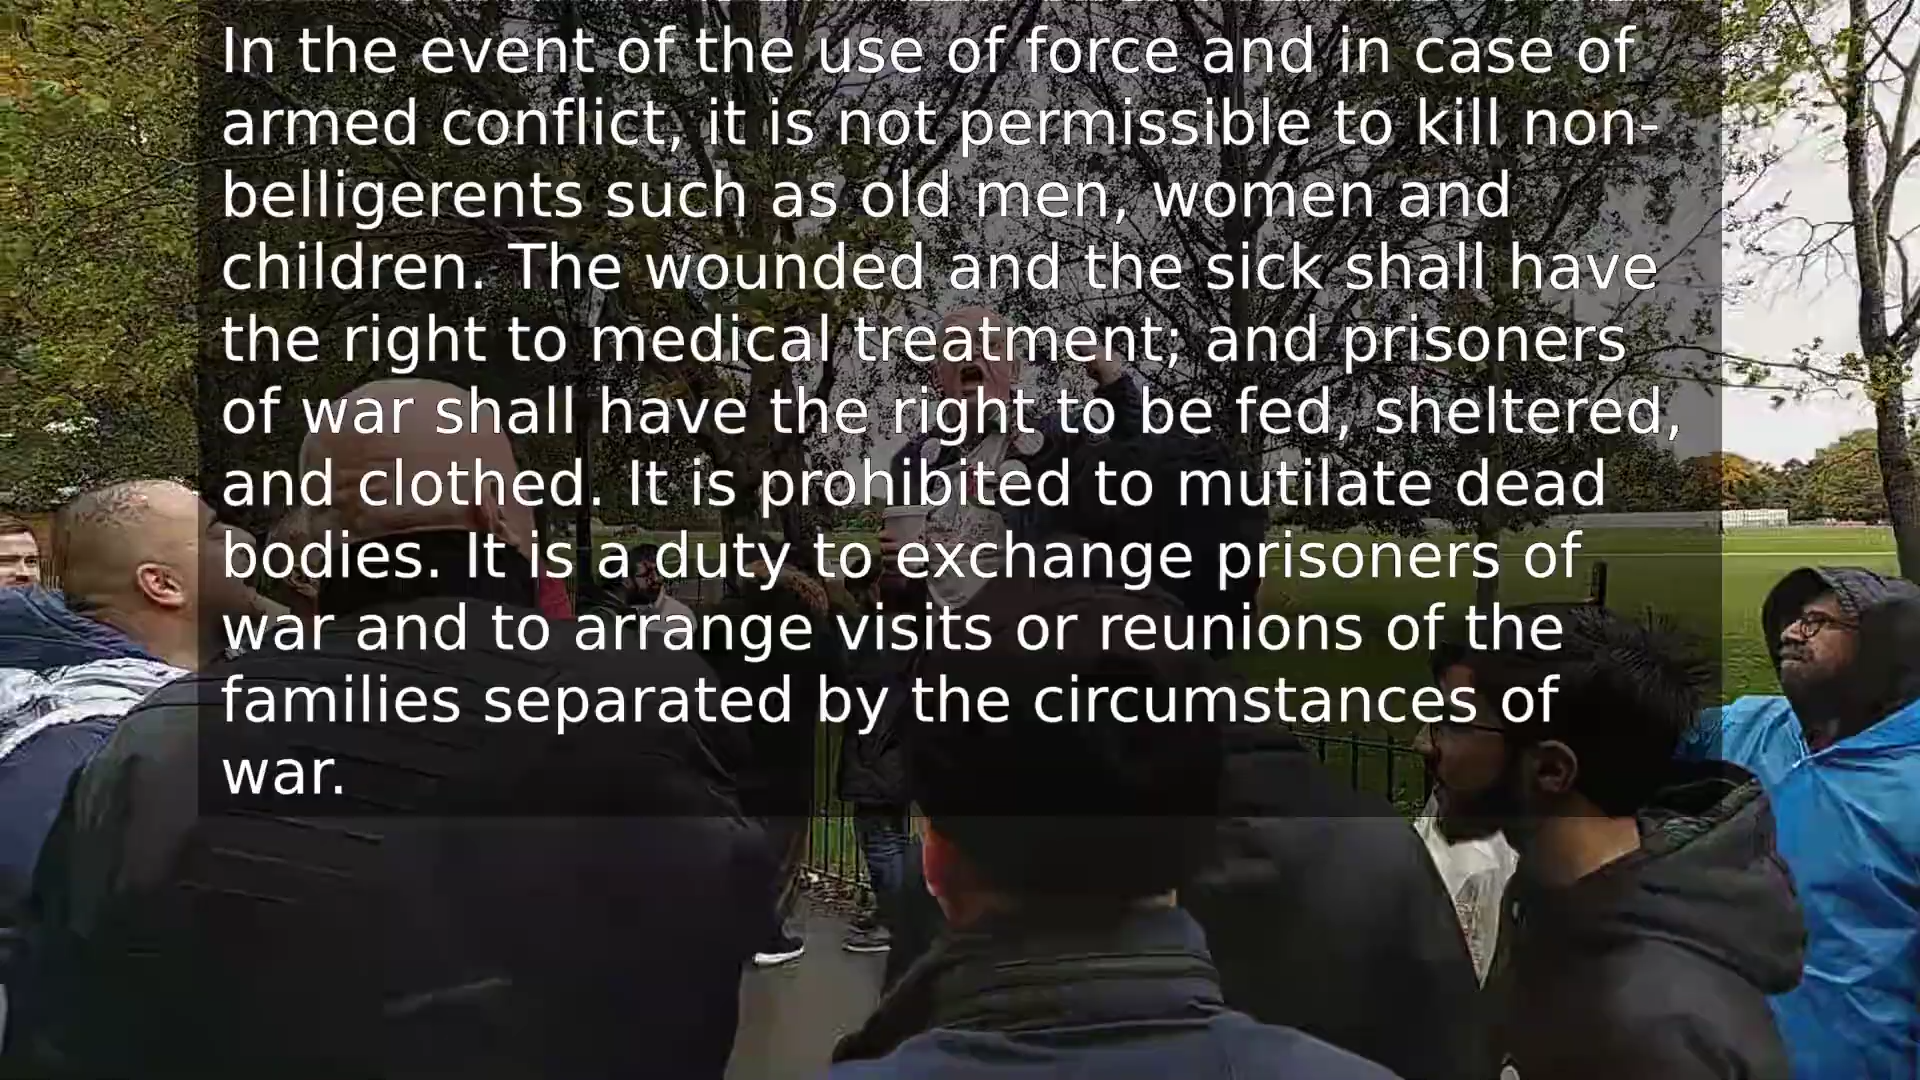 In the event of the use of force and in case of
armed conflict, it is not permissible to kill non-
belligerents such as old men, women and
children. The wounded and the sick shall have
the right to medical treatment; and prisoners
of war shall have the right to be fed, sheltered,
and clothed. It is prohibited to mutilate dead
bodies. It is a duty to exchange prisoners of
war and to arrange visits or reunions of the
families separated by the circumstances of
war.